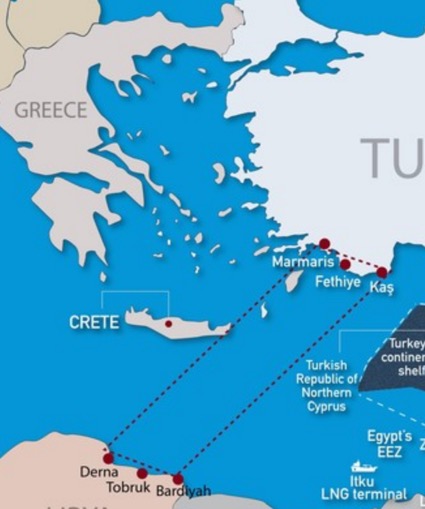 GREECE
TU
Marmaris
Fethiye
Kaş
CRETE
Turkish
Republic of
Northern
Cyprus
Turkey
continen
shelf
Egypt's
EEZ
Itku
LNG terminal
Derna
Tobruk
Bardiyah